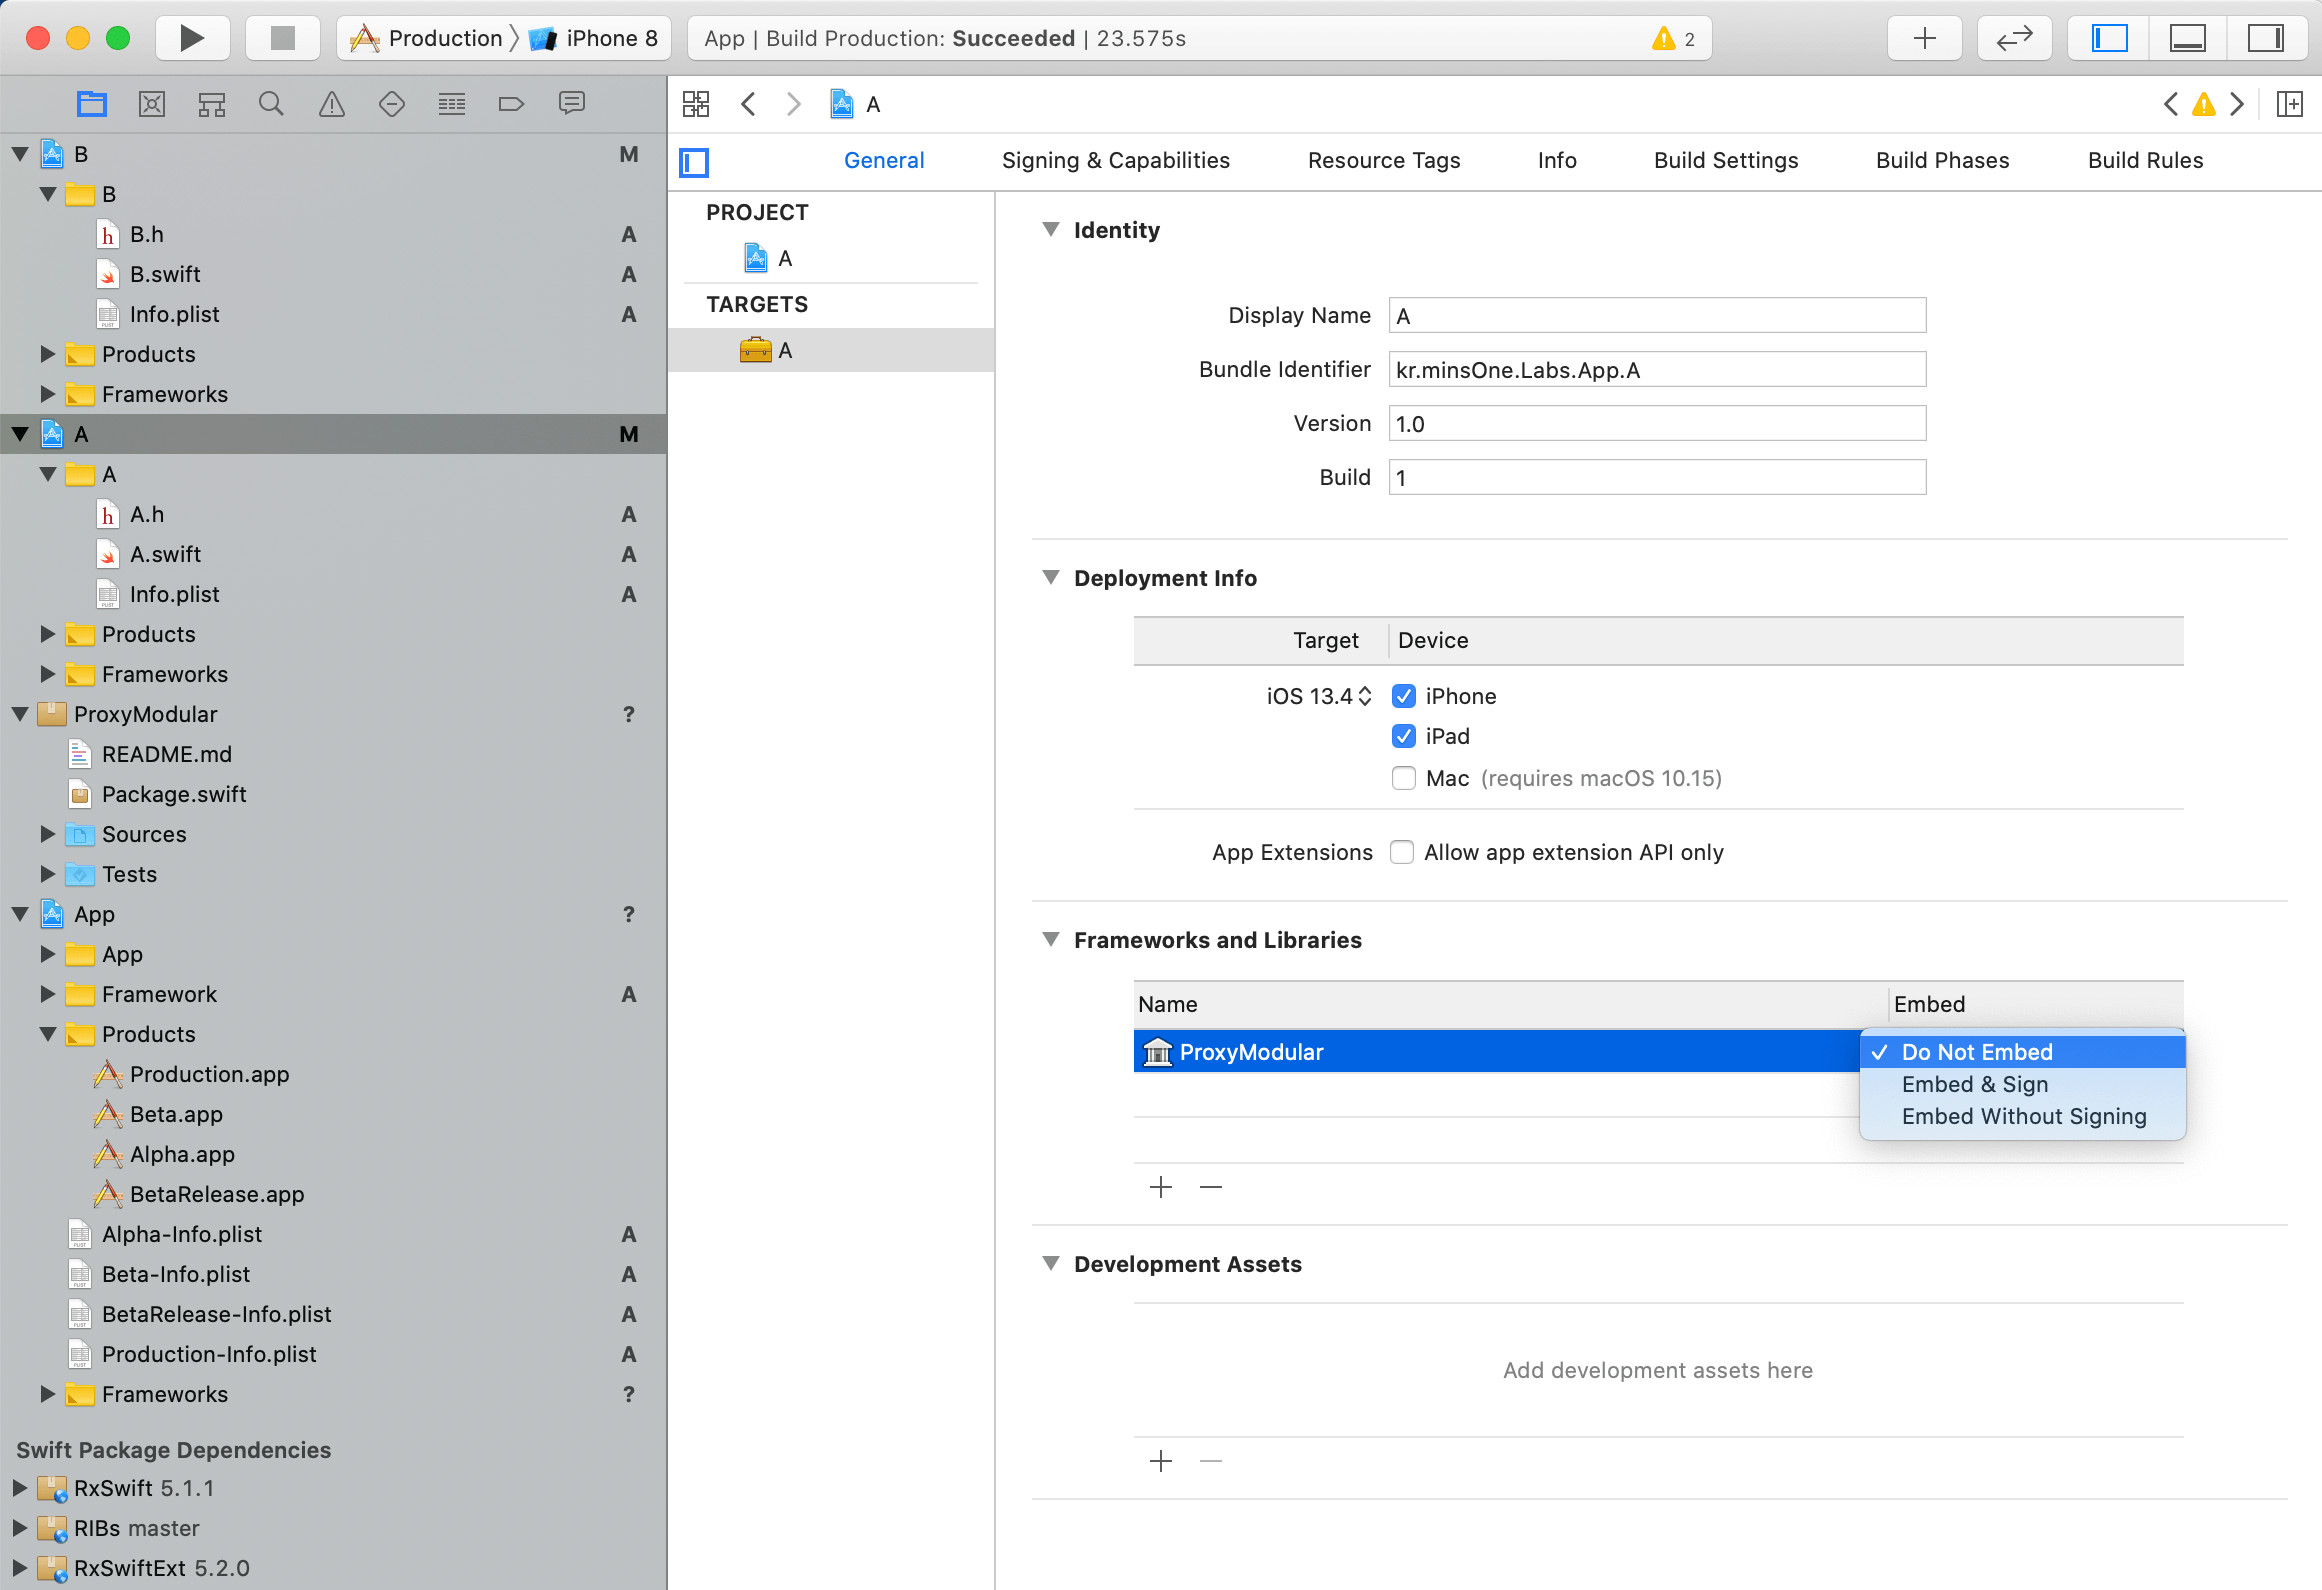 Production
iPhone 8
App | Build Production: Succeeded | 23.575s
2
A
General
Signing & Capabilities
Resource Tags
Info
Build Settings
Build Phases
Build Rules
B M
B
B.h A
B.swift A
Info.plist A
Products
Frameworks
A M
A
A.h A
A.swift A
Info.plist A
Products
Frameworks
ProxyModular ?
README.md
Package.swift
Sources
Tests
App ?
App
Framework A
Products
Production.app
Beta.app
Alpha.app
BetaRelease.app
Alpha-Info.plist A
Beta-Info.plist A
BetaRelease-Info.plist A
Production-Info.plist A
Frameworks ?
Swift Package Dependencies
RxSwift 5.1.1
RIBs master
RxSwiftExt 5.2.0
PROJECT
A
TARGETS
A
Identity
Display Name A
Bundle Identifier kr.minsOne.Labs.App.A
Version 1.0
Build 1
Deployment Info
Target Device
iOS 13.4 iPhone
iPad
Mac (requires macOS 10.15)
App Extensions Allow app extension API only
Frameworks and Libraries
Name Embed
ProxyModular
Do Not Embed
Embed & Sign
Embed Without Signing
Development Assets
Add development assets here